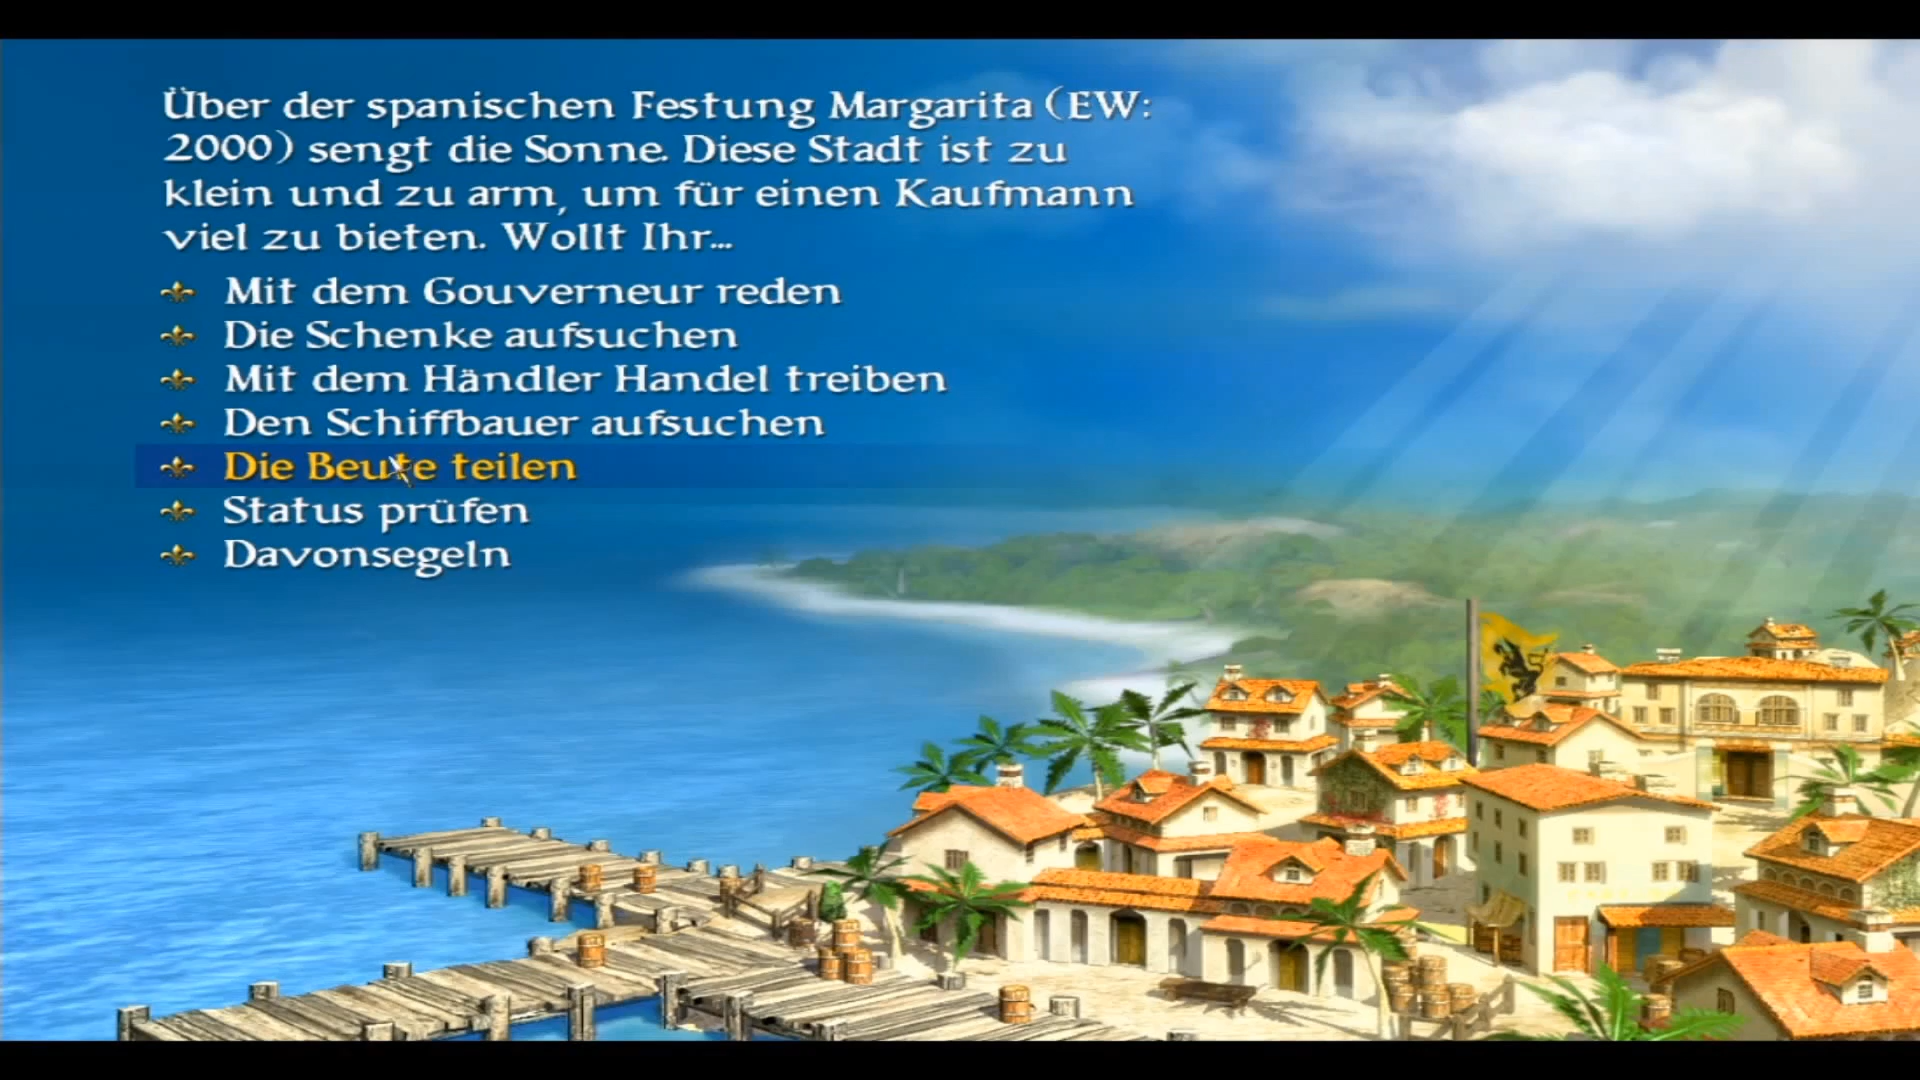 Über der spanischen Festung Margarita (EW:
2000) sengt die Sonne. Diese Stadt ist zu
klein und zu arm, um für einen Kaufmann
viel zu bieten. Wollt Ihr...
Mit dem Gouverneur reden
Die Schenke aufsuchen
Mit dem Händler Handel treiben
Den Schiffbauer aufsuchen
Die Beute teilen
Status prüfen
Davonsegeln